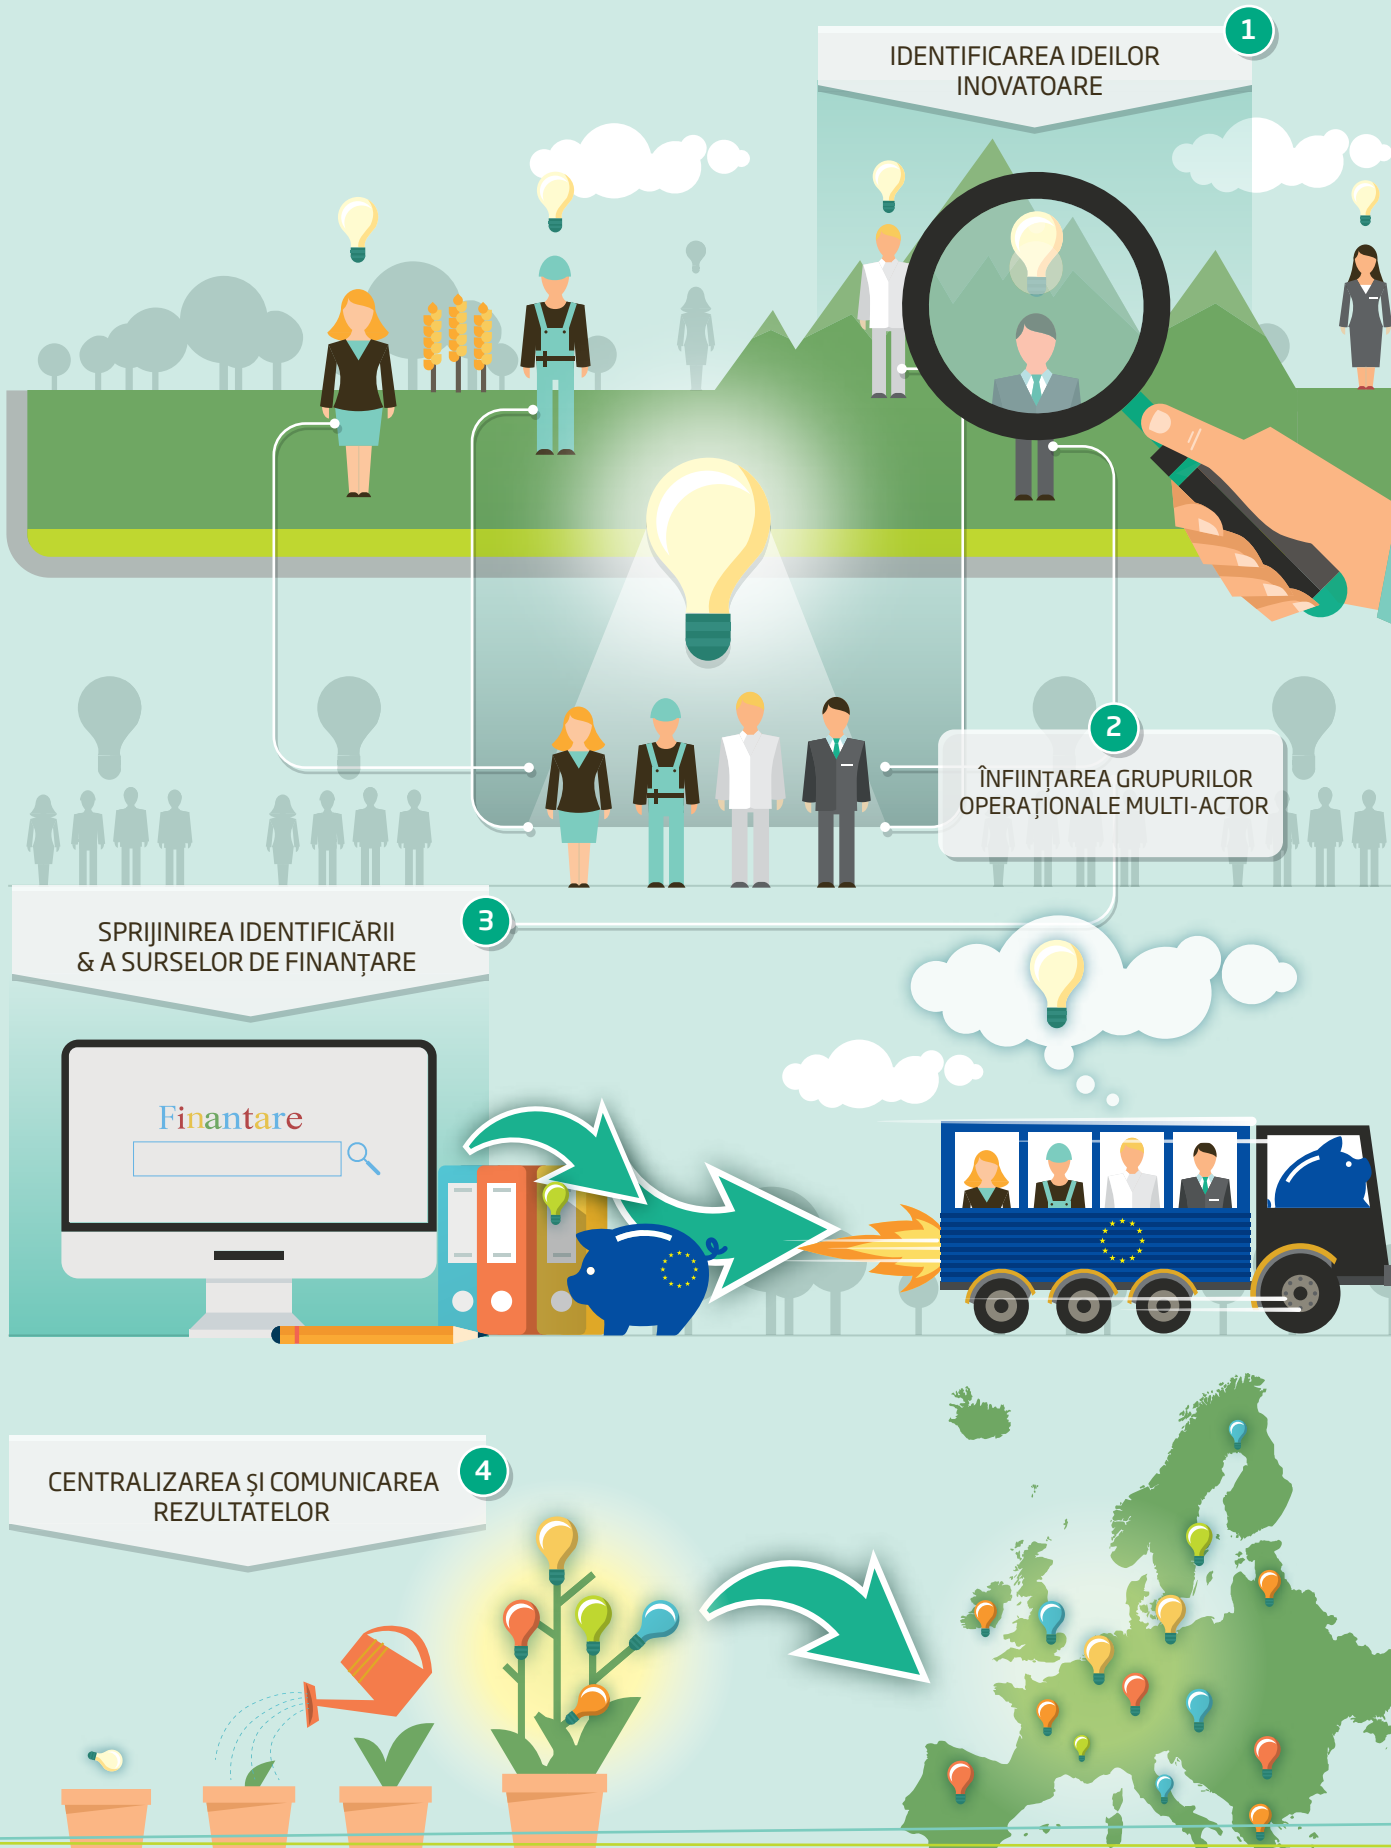 1
IDENTIFICAREA IDEILOR
INOVATOARE
2
ÎNFIINȚAREA GRUPURILOR
OPERAȚIONALE MULTI-ACTOR
3
SPRIJINIREA IDENTIFICĂRII
& A SURSELOR DE FINANȚARE
Finantare
4
CENTRALIZAREA ȘI COMUNICAREA
REZULTATELOR